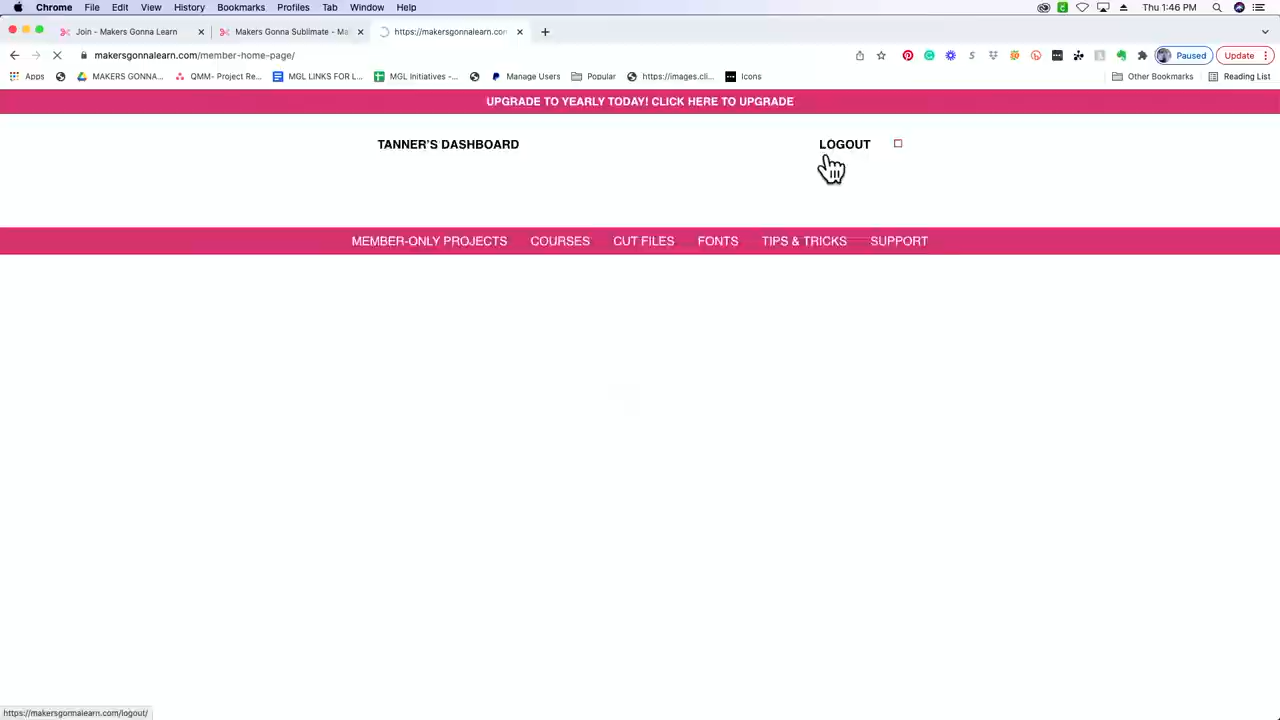 Chrome File Edit View History Bookmarks Profiles Tab Window Help Thu 1:46 PM
Join - Makers Gonna Learn Makers Gonna Sublimate - Ma https://makersgonnalearn.con
makersgonnalearn.com/member-home-page/ Paused Update
Apps MAKERS GONNA... QMM- Project Re... MGL LINKS FOR L... MGL Initiatives -... Manage Users Popular https://images.cli... Icons Other Bookmarks Reading List
UPGRADE TO YEARLY TODAY! CLICK HERE TO UPGRADE
TANNER'S DASHBOARD LOGOUT
MEMBER-ONLY PROJECTS COURSES CUT FILES FONTS TIPS & TRICKS SUPPORT
https://makersgonnalearn.com/logout/